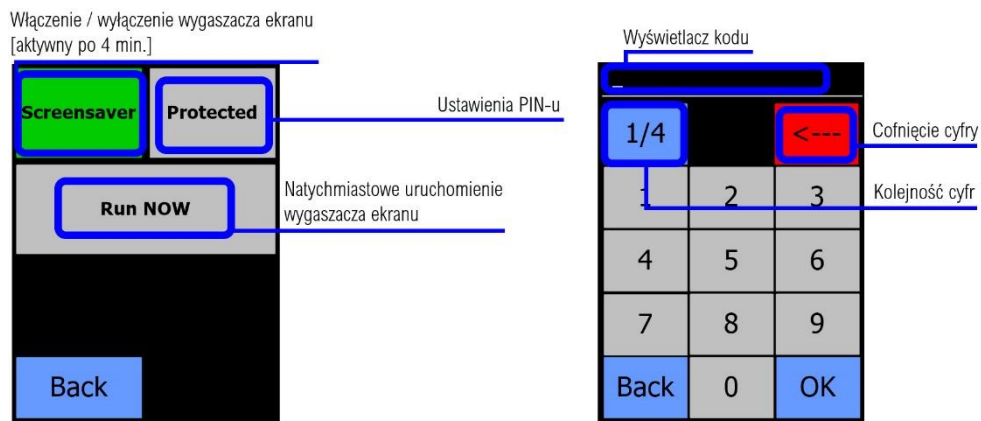 Włączenie / wyłączenie wygaszacza ekranu
[aktywny po 4 min.]
Screensaver
Protected
Ustawienia PIN-u
Run NOW
Natychmiastowe uruchomienie
wygaszacza ekranu
Back
Wyświetlacz kodu
_
1/4
<---
Cofnięcie cyfry
1 2 3
Kolejność cyfr
4 5 6
7 8 9
Back 0 OK